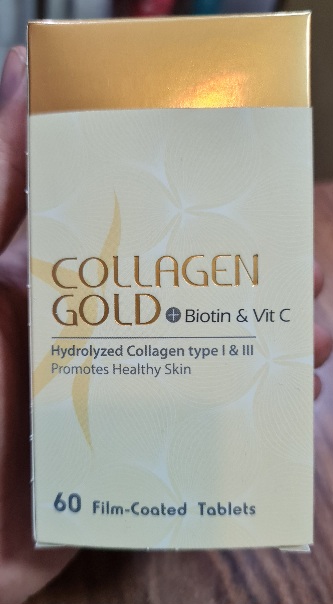 COLLAGEN
GOLD + Biotin & Vit C
Hydrolyzed Collagen type I & III
Promotes Healthy Skin
60 Film-Coated Tablets